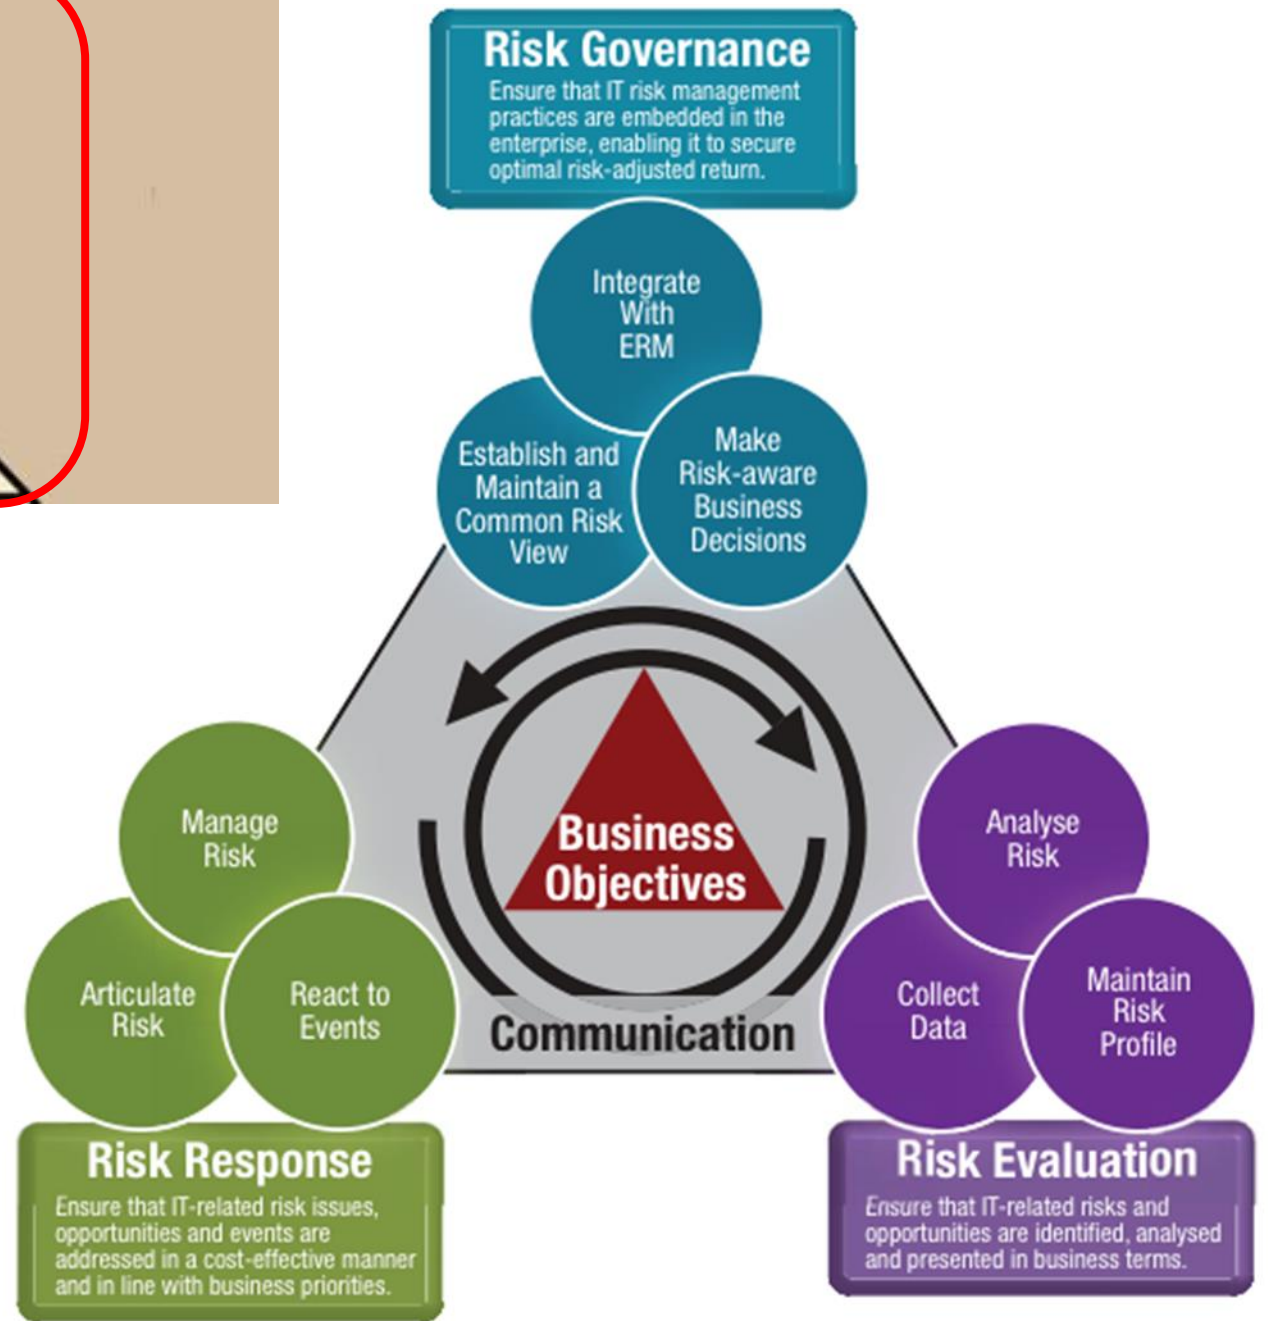 Risk Governance
Ensure that IT risk management
practices are embedded in the
enterprise, enabling it to secure
optimal risk-adjusted return.
Integrate
With
ERM
Establish and
Maintain a
Common Risk
View
Make
Risk-aware
Business
Decisions
Business
Objectives
Communication
Manage
Risk
Articulate
Risk
React to
Events
Risk Response
Ensure that IT-related risk issues,
opportunities and events are
addressed in a cost-effective manner
and in line with business priorities.
Analyse
Risk
Collect
Data
Maintain
Risk
Profile
Risk Evaluation
Ensure that IT-related risks and
opportunities are identified, analysed
and presented in business terms.